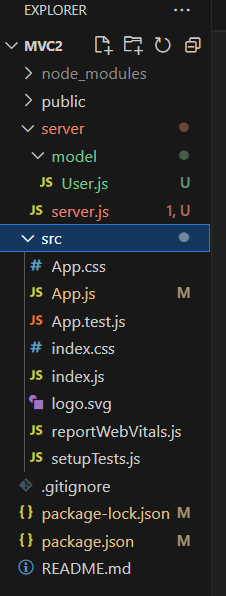 EXPLORER
MVC2
node_modules
public
server
model
JS User.js U
JS server.js 1, U
src
# App.css
JS App.js M
JS App.test.js
# index.css
JS index.js
logo.svg
JS reportWebVitals.js
JS setupTests.js
.gitignore
{} package-lock.json M
{} package.json M
README.md